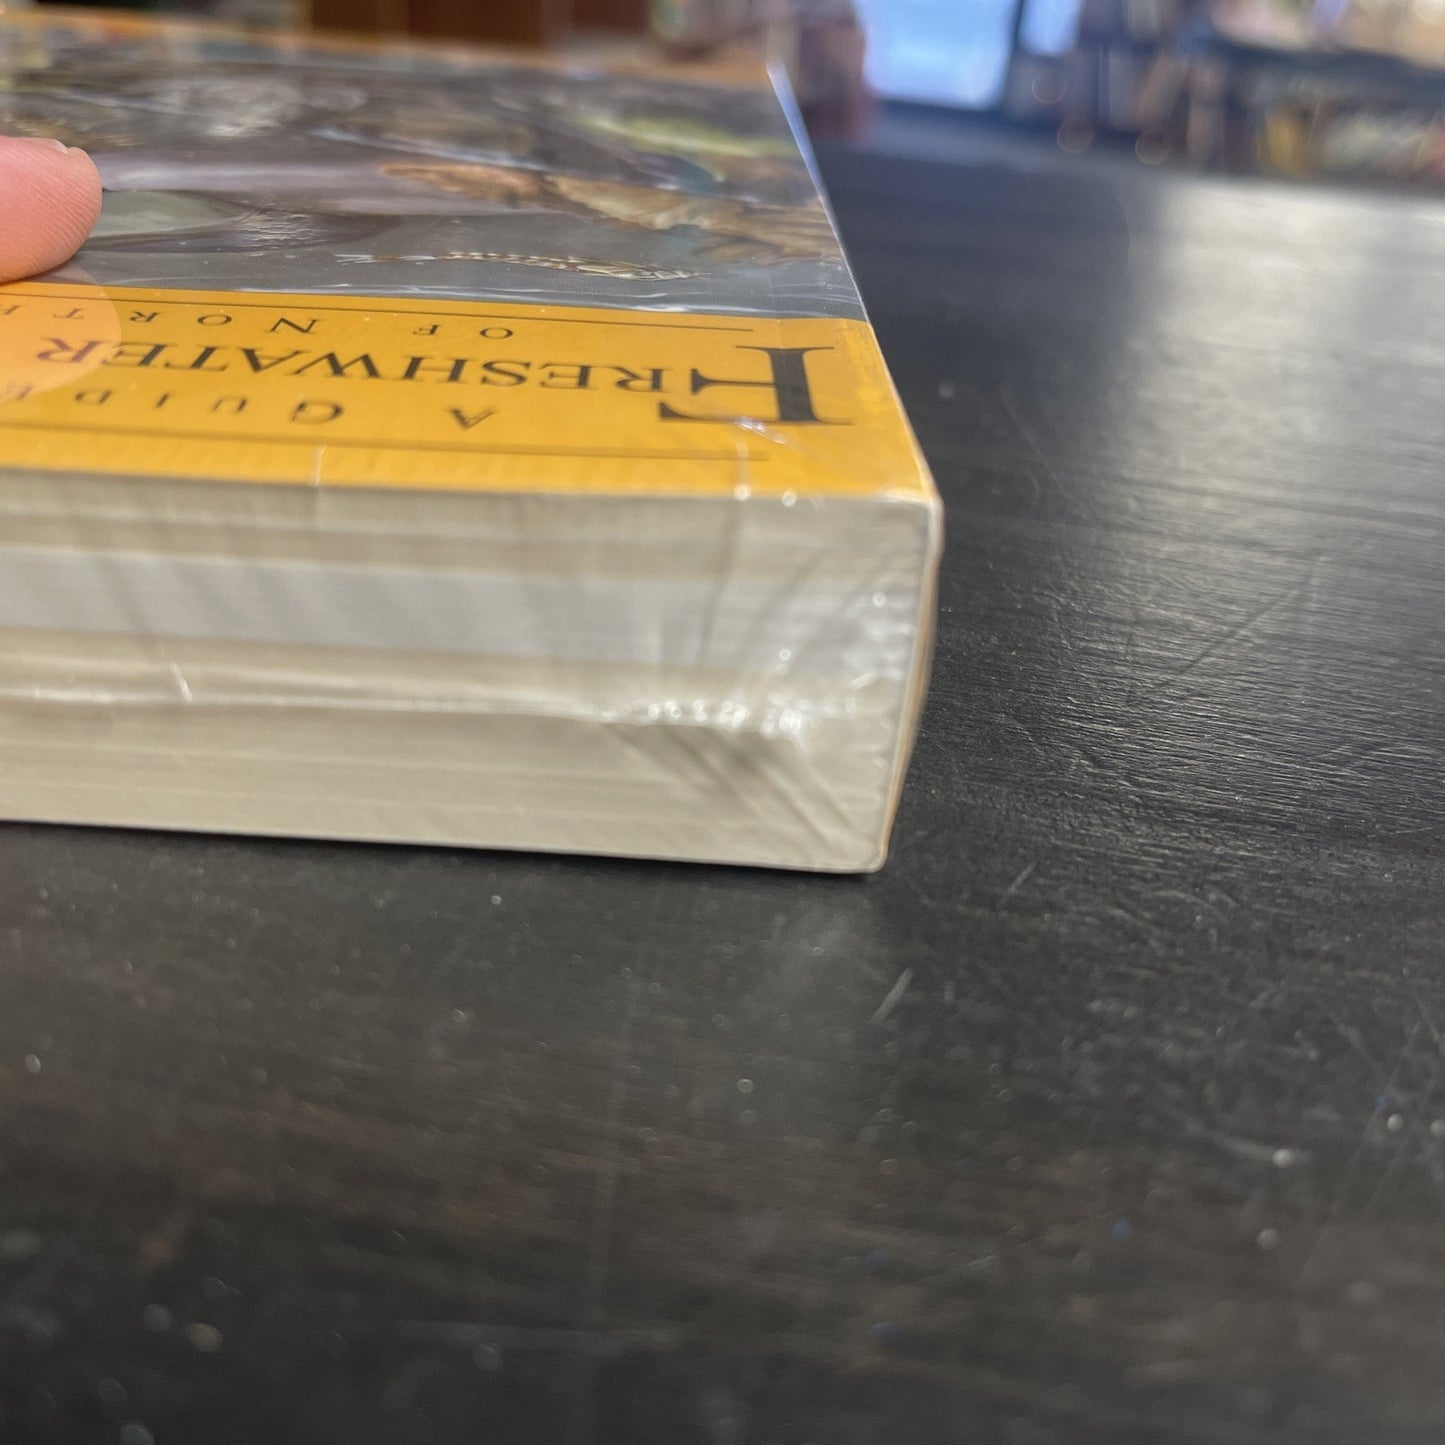 A GUIDE
FRESHWATER
OF NORTH